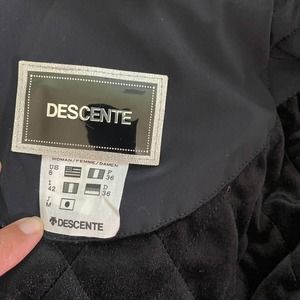 DESCENTE
WOMAN/FEMME/DAMEN
US F
6 36
I D
42 36
J
M
DESCENTE